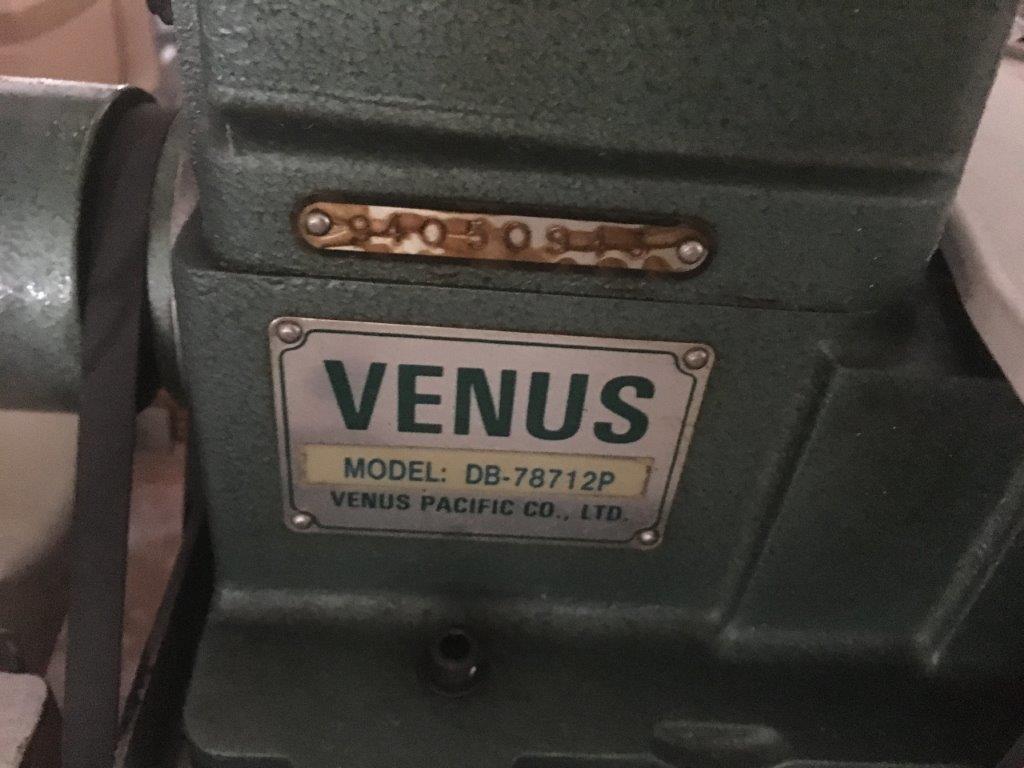 VENUS
MODEL: DB-78712P
VENUS PACIFIC CO., LTD.